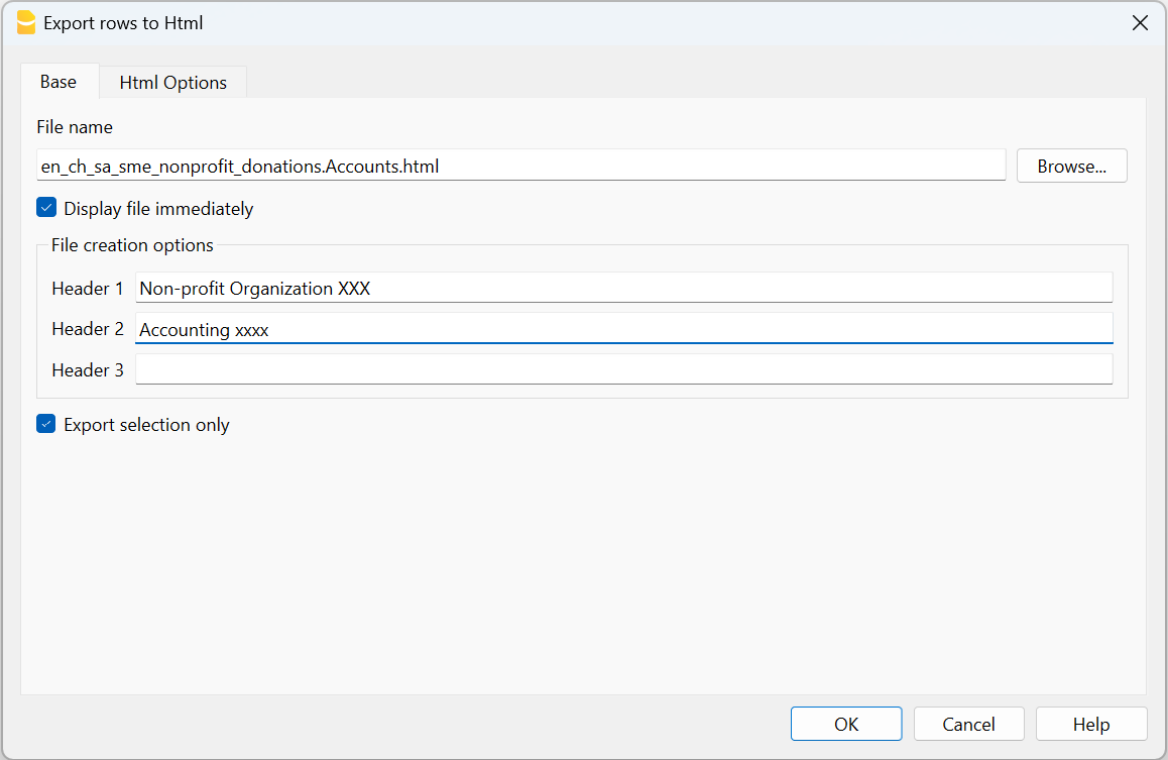 Export rows to Html
Base
Html Options
File name
en_ch_sa_sme_nonprofit_donations.Accounts.html
Browse...
Display file immediately
File creation options
Header 1 Non-profit Organization XXX
Header 2 Accounting xxxx
Header 3
Export selection only
OK
Cancel
Help